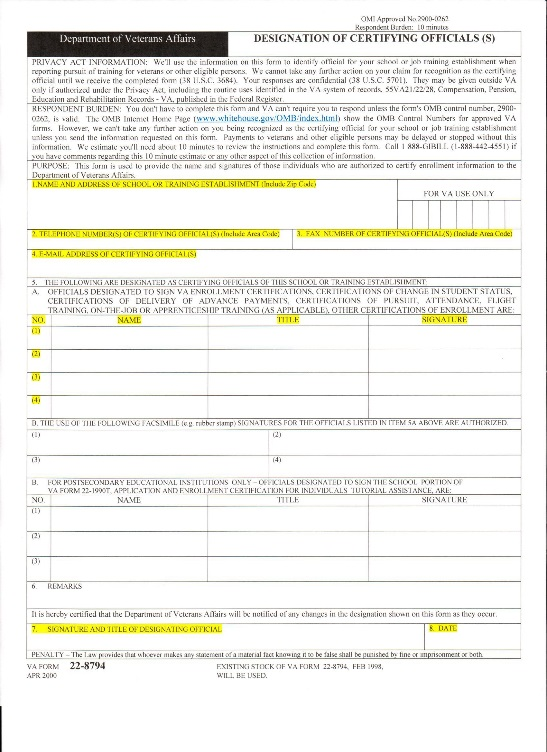 OMI Approved No.2900-0262
Respondent Burden: 10 minutes
Department of Veterans Affairs
DESIGNATION OF CERTIFYING OFFICIALS (S)
PRIVACY ACT INFORMATION: We'll use the information on this form to identify official for your school or job training establishment when
reporting pursuit of training for veterans or other eligible persons. We cannot take any further action on your claim for recognition as the certifying
official until we receive the completed form (38 U.S.C. 3684). Your responses are confidential (38 U.S.C. 5701). They may be given outside VA
only if authorized under the Privacy Act, including the routine uses identified in the VA system of records, 55VA21/22/28, Compensation, Pension,
Education and Rehabilitation Records - VA, published in the Federal Register.
RESPONDENT BURDEN: You don't have to complete this form and VA can't require you to respond unless the form's OMB control number, 2900-
0262, is valid. The OMB Internet Home Page (www.whitehouse.gov/OMB/index.html) show the OMB Control Numbers for approved VA
forms. However, we can't take any further action on you being recognized as the certifying official for your school or job training establishment
unless you send the information requested on this form. Payments to veterans and other eligible persons may be delayed or stopped without this
information. We estimate you'll need about 10 minutes to review the instructions and complete this form. Call 1 888-GIBILL (1-888-442-4551) if
you have comments regarding this 10 minute estimate or any other aspect of this collection of information.
PURPOSE: This form is used to provide the name and signatures of those individuals who are authorized to certify enrollment information to the
Department of Veterans Affairs.
1.NAME AND ADDRESS OF SCHOOL OR TRAINING ESTABLISHMENT (Include Zip Code)
FOR VA USE ONLY
2. TELEPHONE NUMBER(S) OF CERTIFYING OFFICIAL(S) (Include Area Code)
3. FAX NUMBER OF CERTIFYING OFFICIAL(S) (Include Area Code)
4. E-MAIL ADDRESS OF CERTIFYING OFFICIAL(S)
5. THE FOLLOWING ARE DESIGNATED AS CERTIFYING OFFICIALS OF THIS SCHOOL OR TRAINING ESTABLISHMENT:
A. OFFICIALS DESIGNATED TO SIGN VA ENROLLMENT CERTIFICATIONS, CERTIFICATIONS OF CHANGE IN STUDENT STATUS,
CERTIFICATIONS OF DELIVERY OF ADVANCE PAYMENTS, CERTIFICATIONS OF PURSUIT, ATTENDANCE, FLIGHT
TRAINING, ON-THE-JOB OR APPRENTICESHIP TRAINING (AS APPLICABLE), OTHER CERTIFICATIONS OF ENROLLMENT ARE:
NO. NAME TITLE SIGNATURE
(1)
(2)
(3)
(4)
B. THE USE OF THE FOLLOWING FACSIMILE (e.g. rubber stamp) SIGNATURES FOR THE OFFICIALS LISTED IN ITEM 5A ABOVE ARE AUTHORIZED.
(1) (2)
(3) (4)
B. FOR POSTSECONDARY EDUCATIONAL INSTITUTIONS ONLY – OFFICIALS DESIGNATED TO SIGN THE SCHOOL PORTION OF
VA FORM 22-1990T, APPLICATION AND ENROLLMENT CERTIFICATION FOR INDIVIDUALS TUTORIAL ASSISTANCE, ARE:
NO. NAME TITLE SIGNATURE
(1)
(2)
(3)
6. REMARKS
It is hereby certified that the Department of Veterans Affairs will be notified of any changes in the designation shown on this form as they occur.
7. SIGNATURE AND TITLE OF DESIGNATING OFFICIAL
8. DATE
PENALTY – The Law provides that whoever makes any statement of a material fact knowing it to be false shall be punished by fine or imprisonment or both.
VA FORM 22-8794 EXISTING STOCK OF VA FORM 22-8794, FEB 1998,
APR 2000 WILL BE USED.